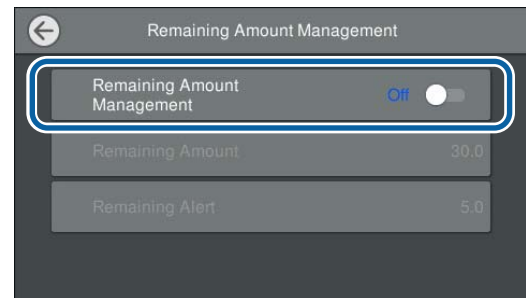 Remaining Amount Management
Remaining Amount
Management
Off
Remaining Amount 30.0
Remaining Alert 5.0